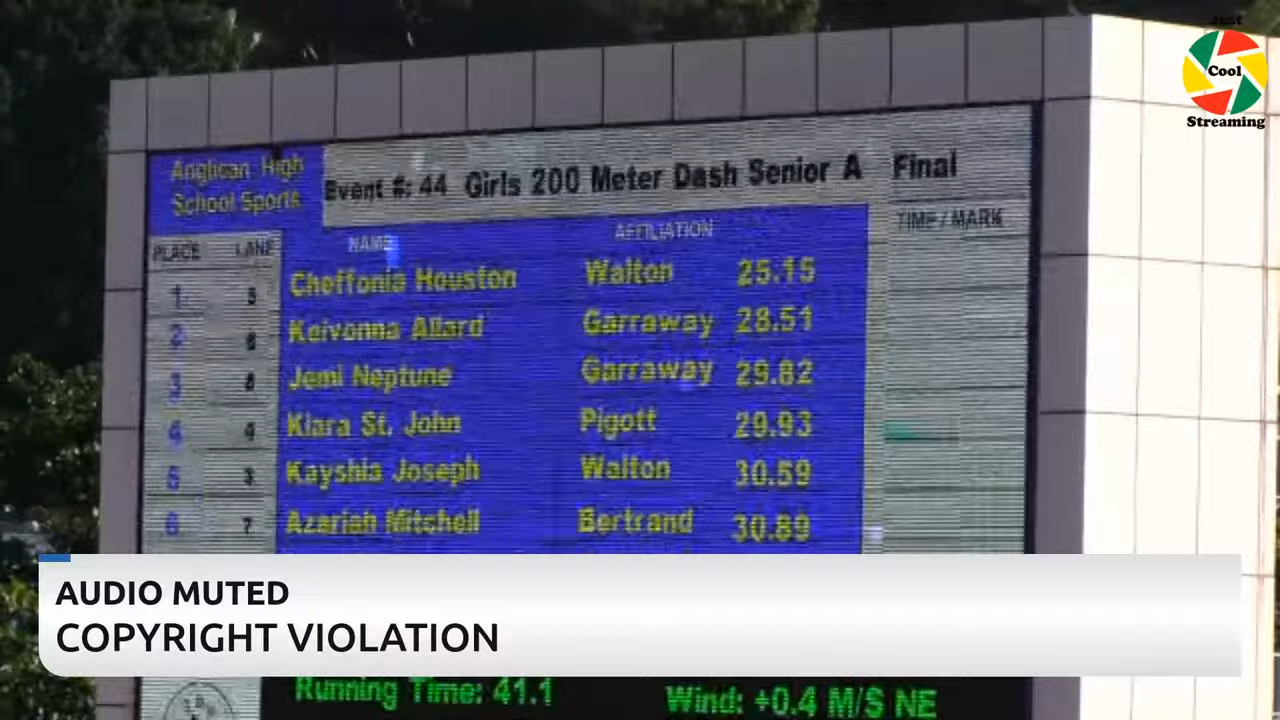 Just
Cool
Streaming
Anglican High
School Sports
Event #: 44 Girls 200 Meter Dash Senior A Final
PLACE LANE NAME AFFILIATION TIME / MARK
1 Cheffonia Houston Walton 25.15
2 6 Keivonna Allard Garraway 28.51
3 Jemi Neptune Garraway 29.82
4 4 Kiara St. John Pigott 29.93
5 3 Kayshia Joseph Walton 30.59
6 7 Azariah Mitchell Bertrand 30.89
AUDIO MUTED
COPYRIGHT VIOLATION
Running Time: 41.1 Wind: +0.4 M/S NE